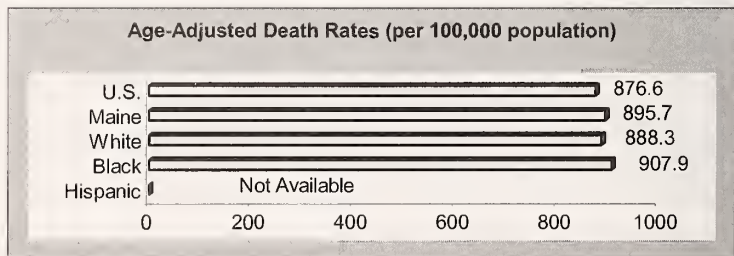 Age-Adjusted Death Rates (per 100,000 population)
U.S. 876.6
Maine 895.7
White 888.3
Black 907.9
Hispanic Not Available
0 200 400 600 800 1000